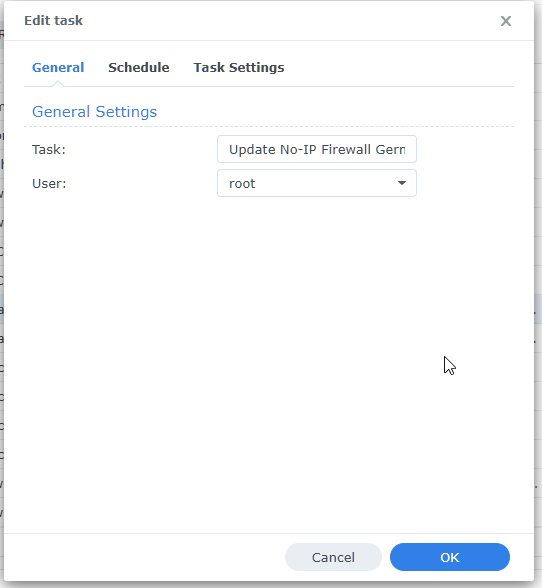 Edit task
General Schedule Task Settings
General Settings
Task: Update No-IP Firewall Gern
User: root
Cancel OK